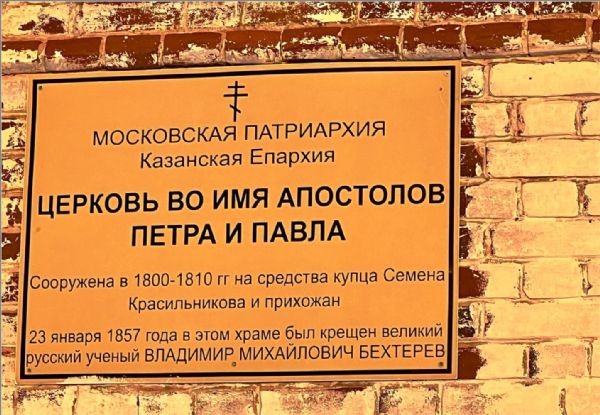 МОСКОВСКАЯ ПАТРИАРХИЯ
Казанская Епархия
ЦЕРКОВЬ ВО ИМЯ АПОСТОЛОВ
ПЕТРА И ПАВЛА
Сооружена в 1800-1810 гг на средства купца Семена
Красильникова и прихожан
23 января 1857 года в этом храме был крещен великий
русский ученый ВЛАДИМИР МИХАЙЛОВИЧ БЕХТЕРЕВ